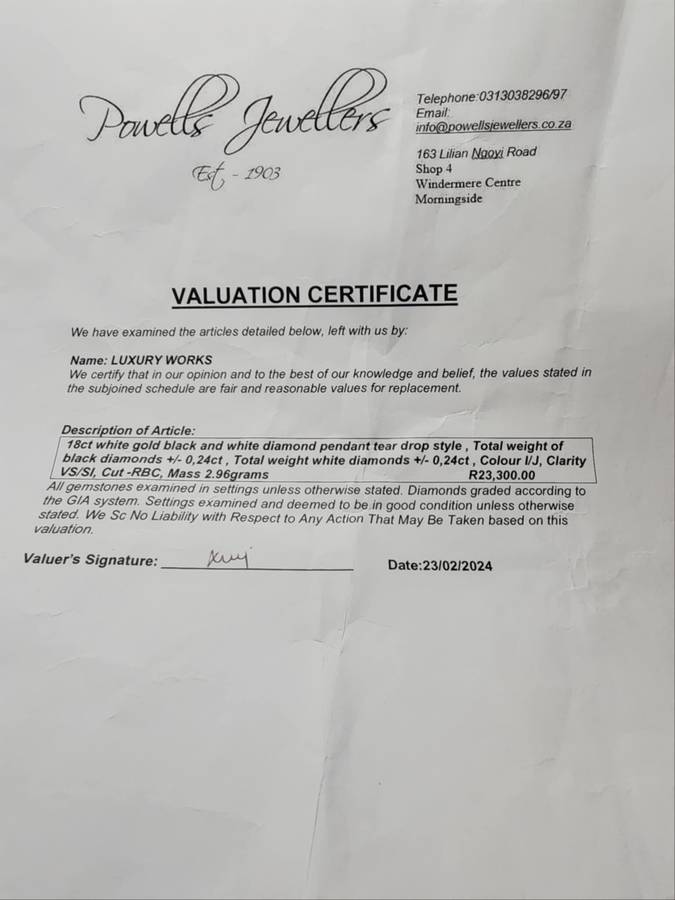 Powells Jewellers
Est, - 1903
Telephone:0313038296/97
Email:
info@powellsjewellers.co.za
163 Lilian Ngoyi Road
Shop 4
Windermere Centre
Morningside
VALUATION CERTIFICATE
We have examined the articles detailed below, left with us by:
Name: LUXURY WORKS
We certify that in our opinion and to the best of our knowledge and belief, the values stated in
the subjoined schedule are fair and reasonable values for replacement.
Description of Article:
18ct white gold black and white diamond pendant tear drop style , Total weight of
black diamonds +/- 0,24ct , Total weight white diamonds +/- 0,24ct , Colour I/J, Clarity
VS/SI, Cut -RBC, Mass 2.96grams R23,300.00
All gemstones examined in settings unless otherwise stated. Diamonds graded according to
the GIA system. Settings examined and deemed to be in good condition unless otherwise
stated. We Sc No Liability with Respect to Any Action That May Be Taken based on this
valuation.
Valuer's Signature: Date:23/02/2024